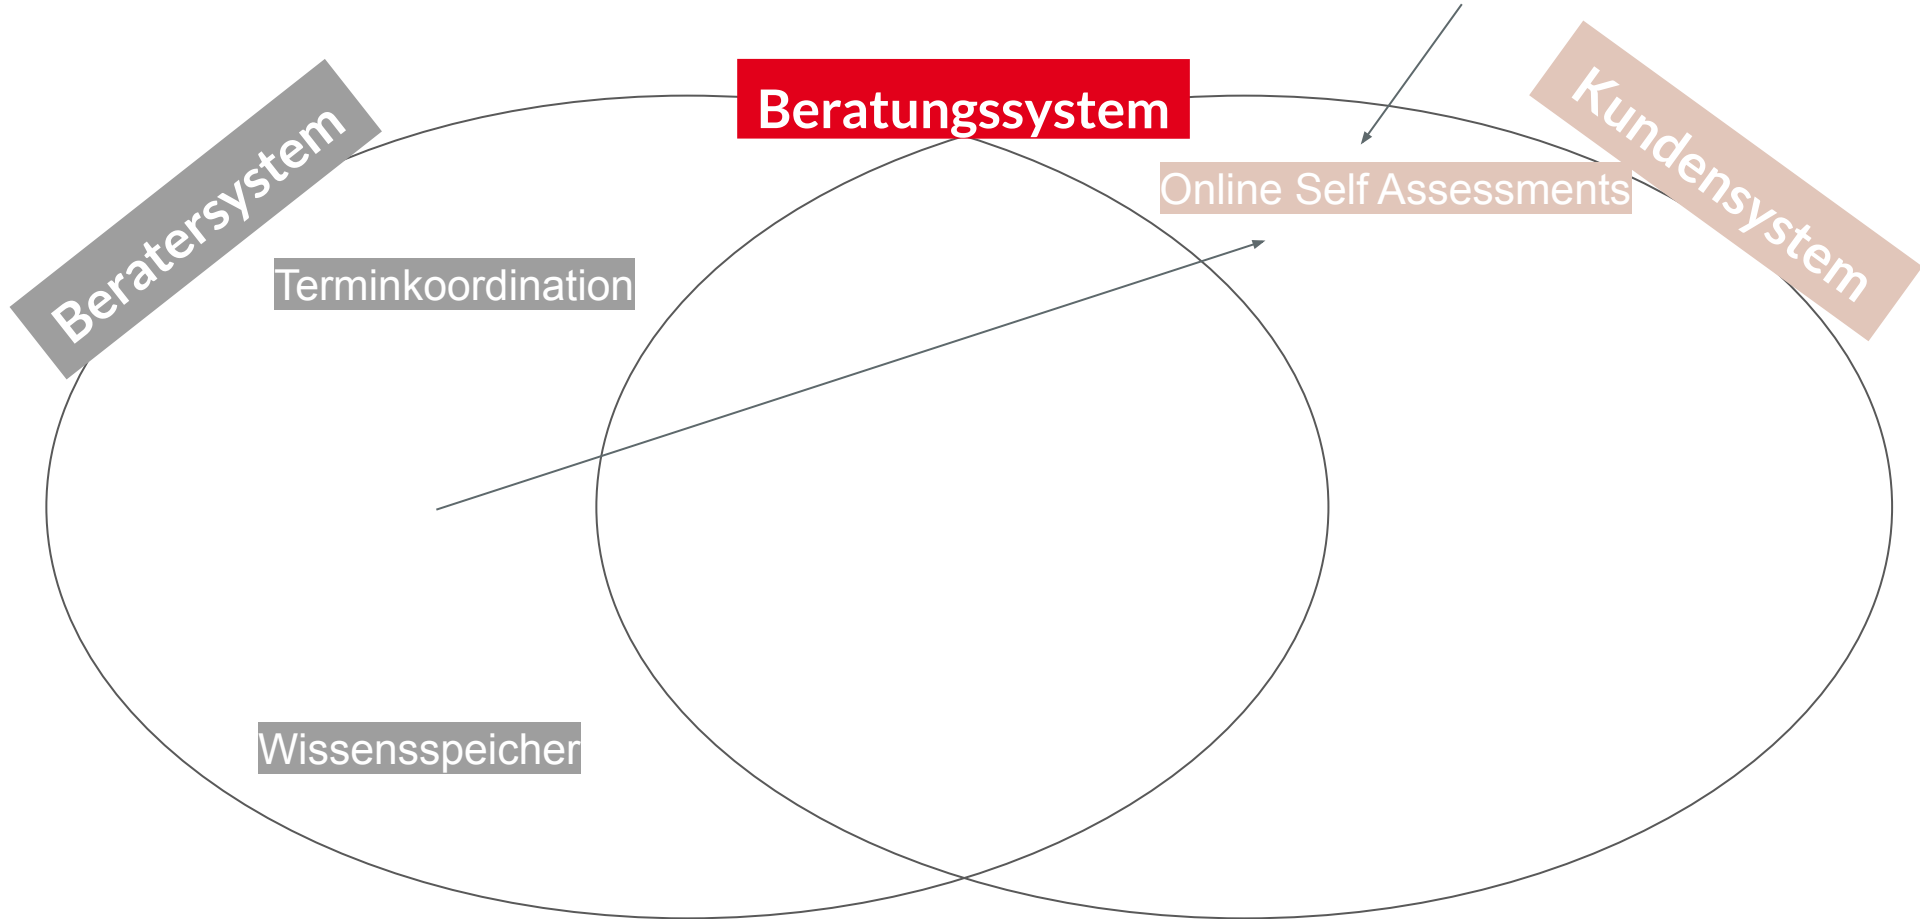 Beratersystem
Beratungssystem
Kundensystem
Online Self Assessments
Terminkoordination
Wissensspeicher